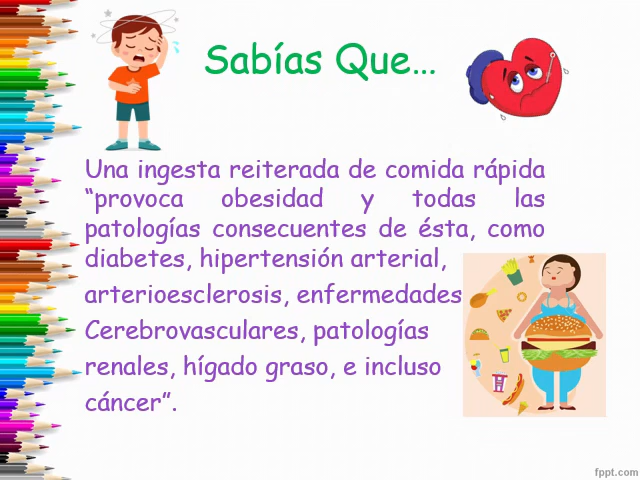 Sabías Que…
Una ingesta reiterada de comida rápida
“provoca obesidad y todas las
patologías consecuentes de ésta, como
diabetes, hipertensión arterial,
arterioesclerosis, enfermedades
Cerebrovasculares, patologías
renales, hígado graso, e incluso
cáncer”.
fppt.com